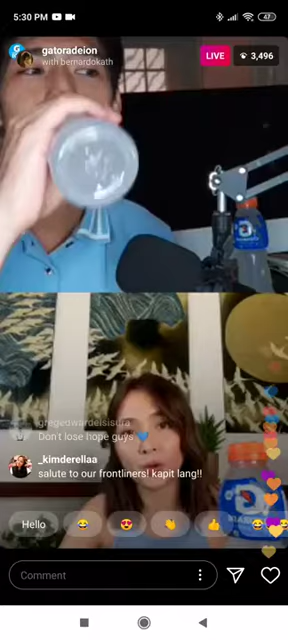 5:30 PM
47
gatoradeion
with bernardokath
LIVE
3,496
gregedwardelsisura
Don't lose hope guys 💙
_kimderellaa
salute to our frontliners! kapit lang!!
Hello
Comment